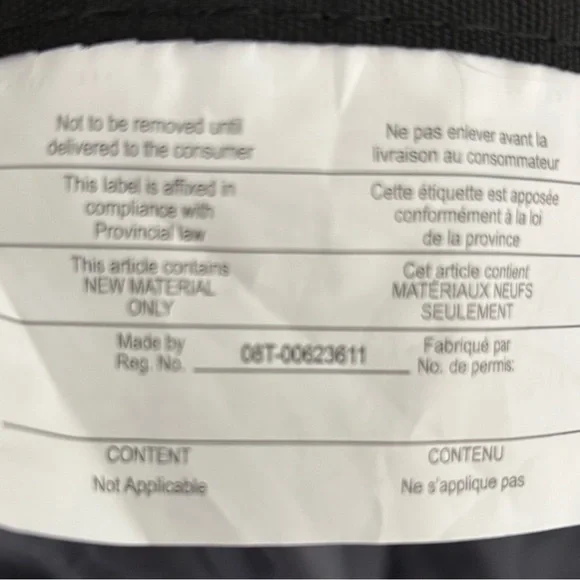 Not to be removed until
delivered to the consumer
Ne pas enlever avant la
livraison au consommateur
This label is affixed in
compliance with
Provincial law
Cette étiquette est apposée
conformément à la loi
de la province
This article contains
NEW MATERIAL
ONLY
Cet article contient
MATÉRIAUX NEUFS
SEULEMENT
Made by
Reg. No.
06T-00623611
Fabriqué par
No. de permis:
CONTENT
Not Applicable
CONTENU
Ne s'applique pas